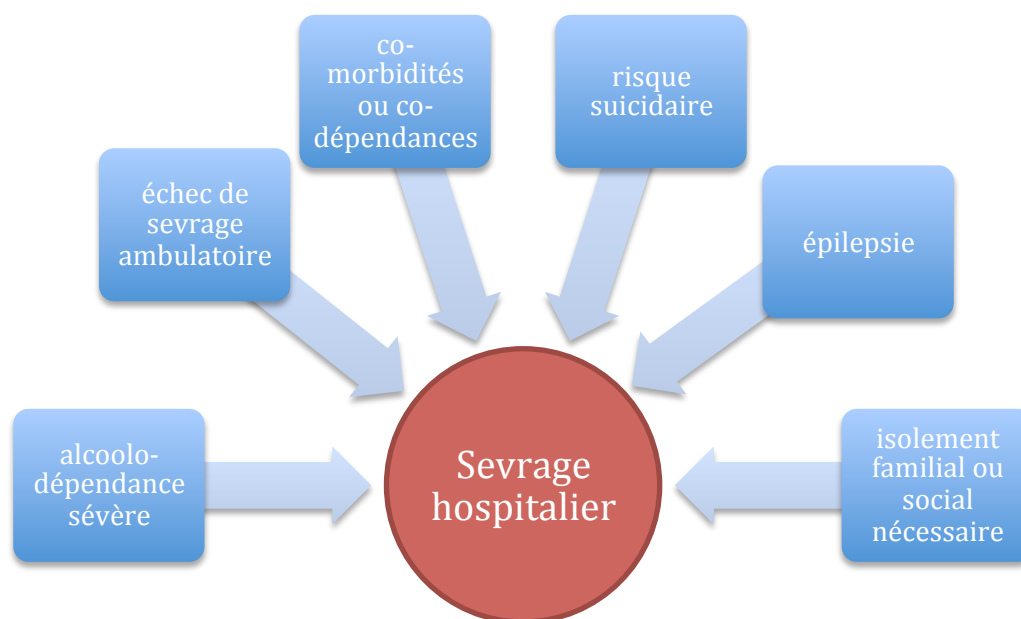 co-
morbidités
ou co-
dépendances
risque
suicidaire
échec de
sevrage
ambulatoire
épilepsie
alcoolo-
dépendance
sévère
Sevrage
hospitalier
isolement
familial ou
social
nécessaire